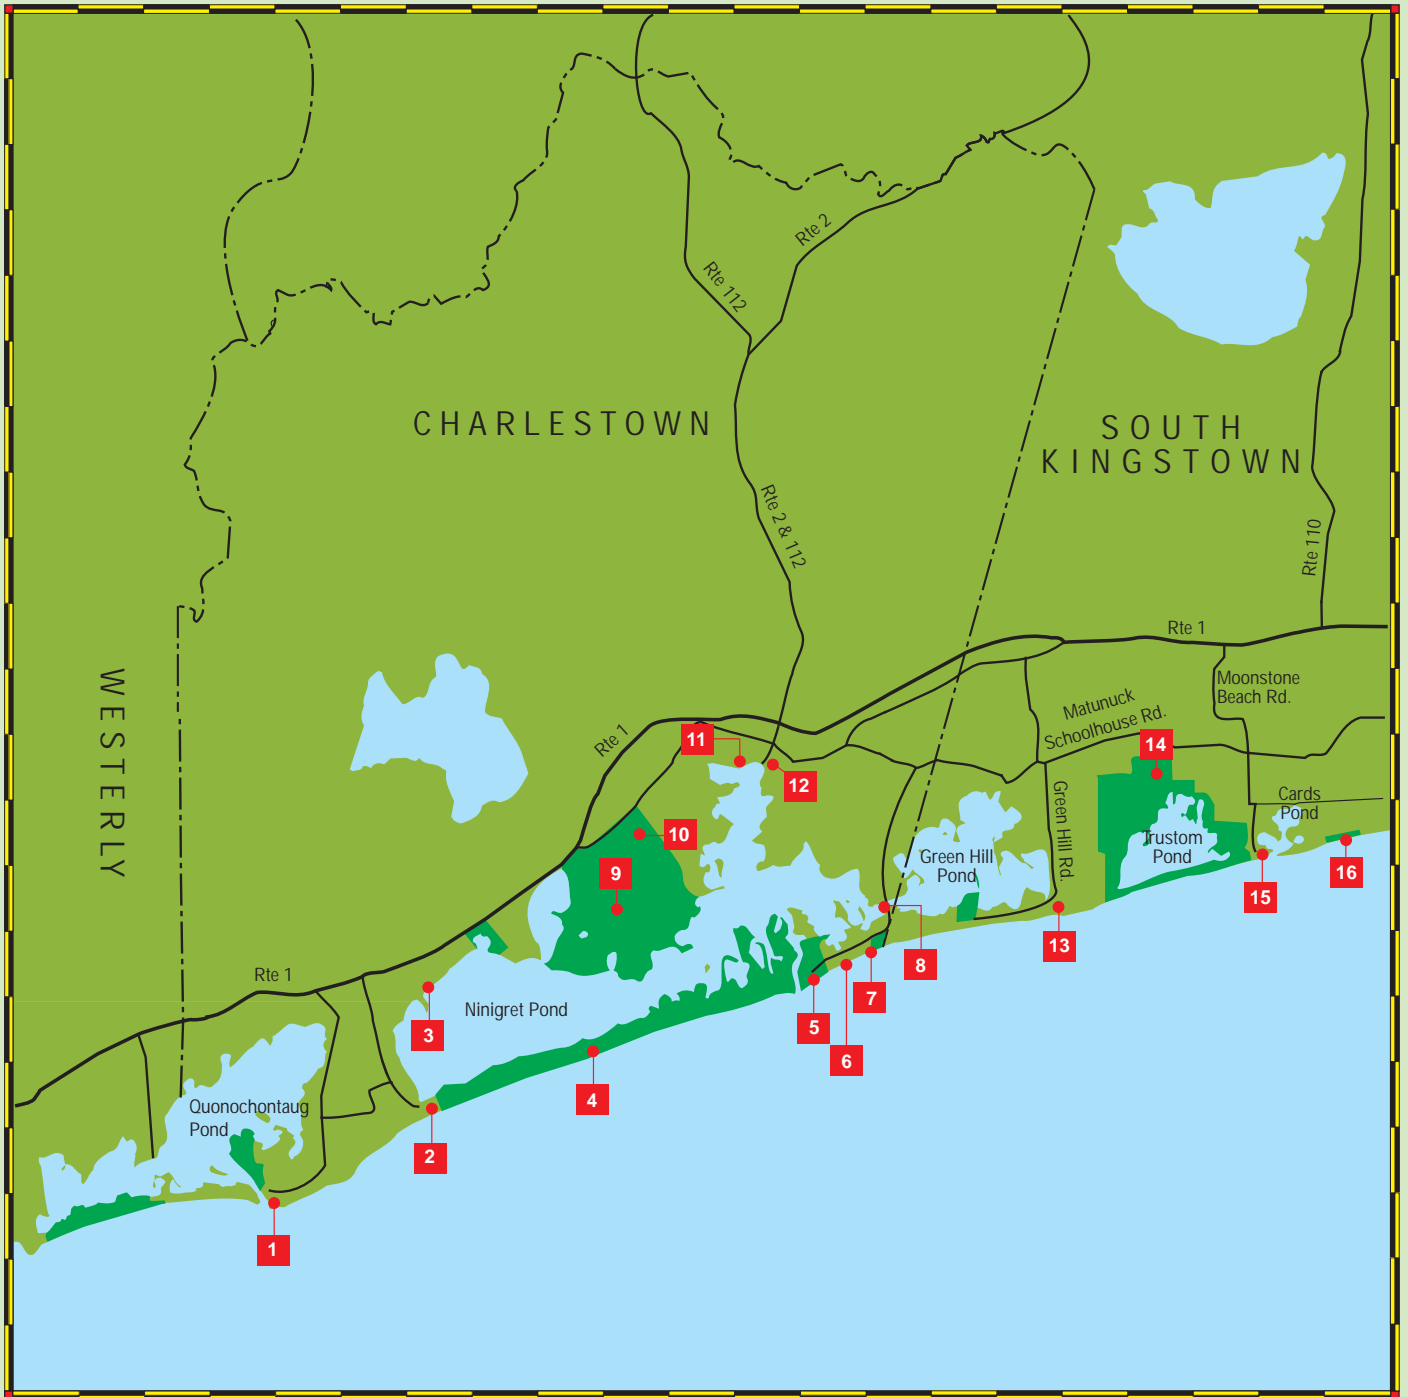 Rte 2
Rte 112
CHARLESTOWN
SOUTH
KINGSTOWN
Rte 2 & 112
Rte 110
Rte 1
WESTERLY
Moonstone
Beach Rd.
Matunuck
Schoolhouse Rd.
Rte 1
11
14
12
Green Hill Rd.
Cards
Pond
10
Trustom
Pond
16
Green Hill
Pond
9
15
13
8
Rte 1
7
Ninigret Pond
5
3
6
4
Quonochontaug
Pond
2
1